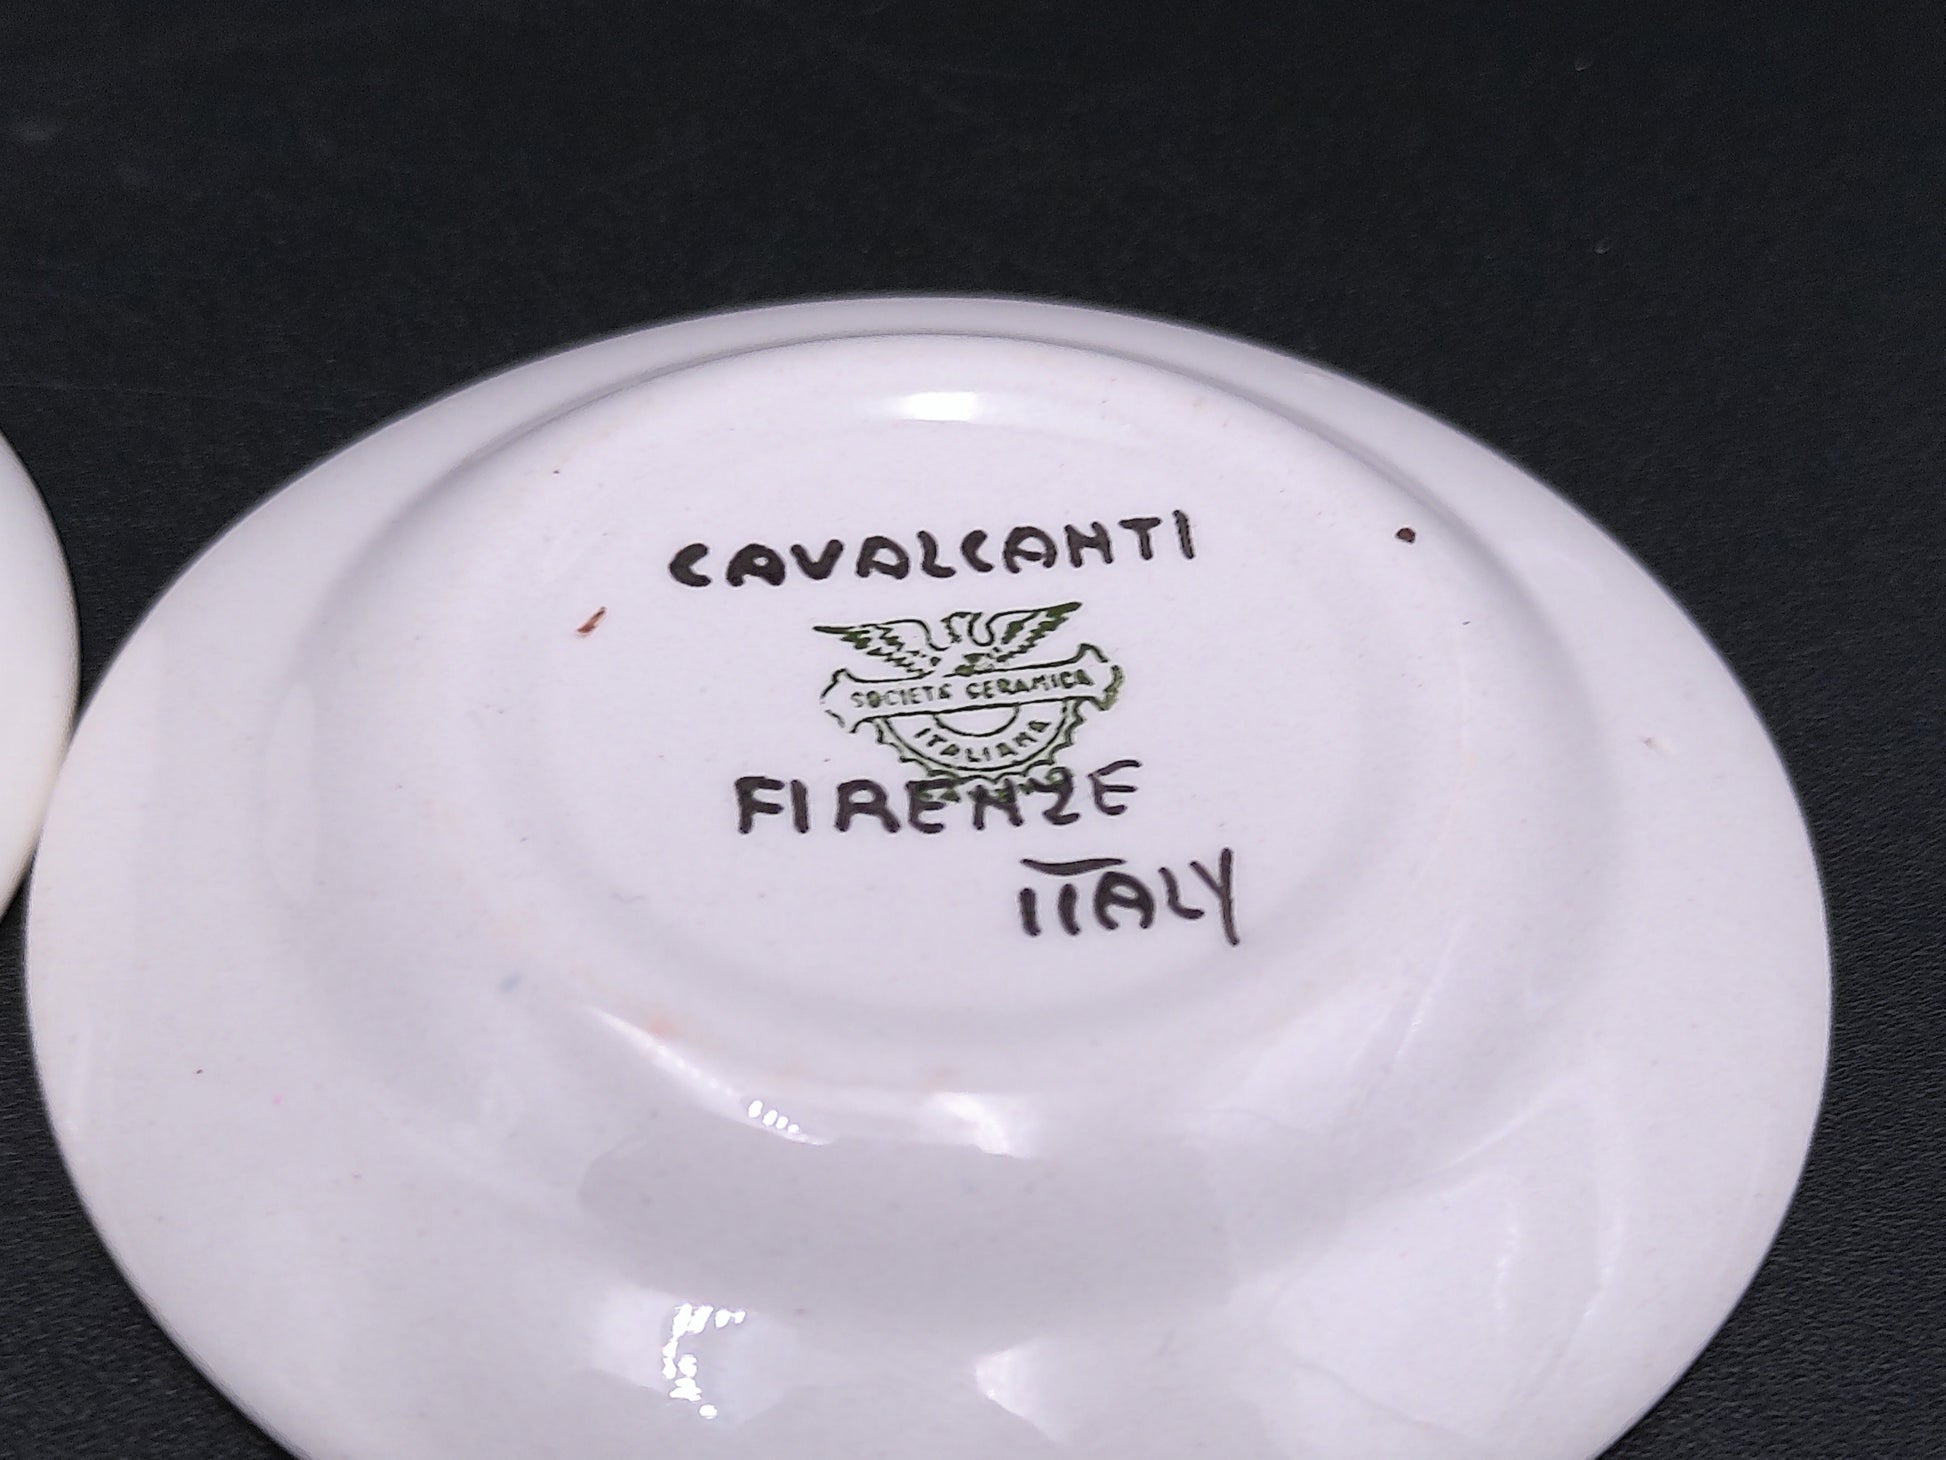 CAVALCANTI
SOCIETÀ CERAMICA
ITALIANA
FIRENZE
ITALY